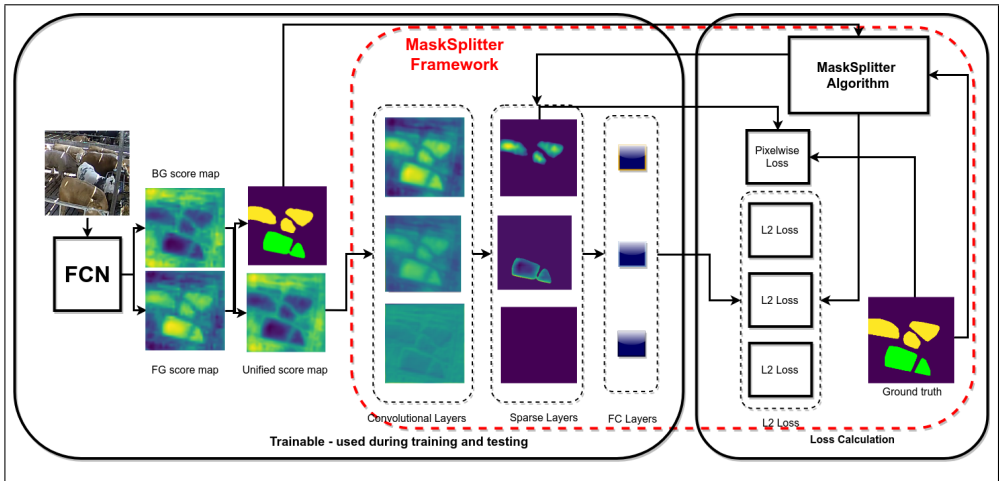 MaskSplitter
Framework
MaskSplitter
Algorithm
Pixelwise
Loss
BG score map
FCN
L2 Loss
L2 Loss
L2 Loss
FG score map
Unified score map
Ground truth
Convolutional Layers
Sparse Layers
FC Layers
L2 Loss
Trainable - used during training and testing
Loss Calculation